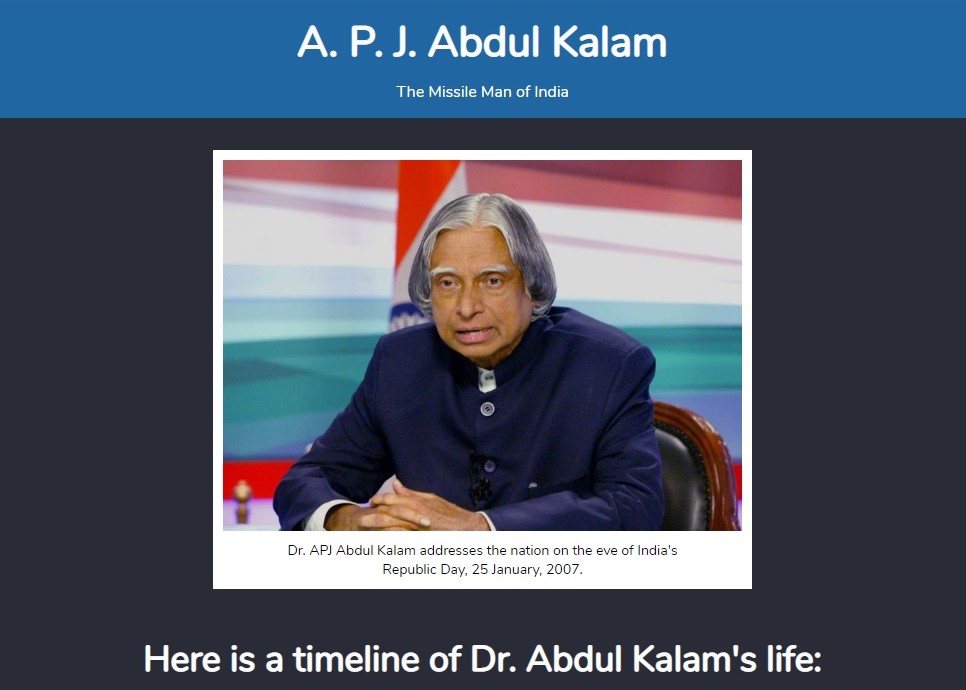 A. P. J. Abdul Kalam
The Missile Man of India
Dr. APJ Abdul Kalam addresses the nation on the eve of India's
Republic Day, 25 January, 2007.
Here is a timeline of Dr. Abdul Kalam's life: